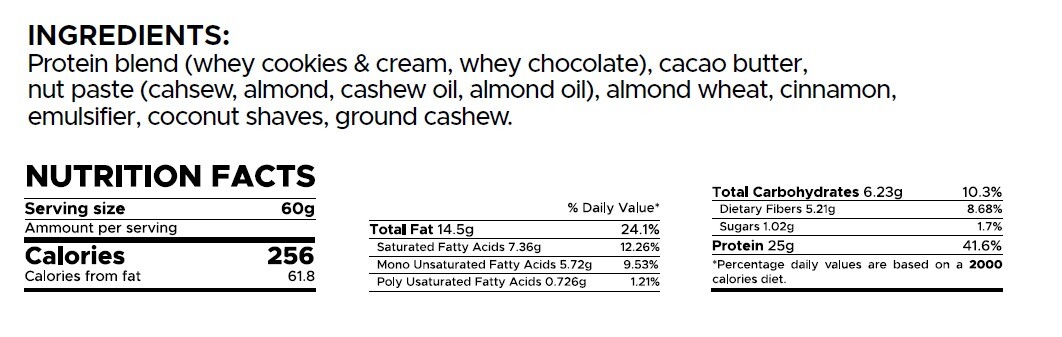 INGREDIENTS:
Protein blend (whey cookies & cream, whey chocolate), cacao butter,
nut paste (cahsew, almond, cashew oil, almond oil), almond wheat, cinnamon,
emulsifier, coconut shaves, ground cashew.
NUTRITION FACTS
Serving size 60g
Ammount per serving
Calories 256
Calories from fat 61.8
% Daily Value*
Total Fat 14.5g 24.1%
Saturated Fatty Acids 7.36g 12.26%
Mono Unsaturated Fatty Acids 5.72g 9.53%
Poly Usaturated Fatty Acids 0.726g 1.21%
Total Carbohydrates 6.23g 10.3%
Dietary Fibers 5.21g 8.68%
Sugars 1.02g 1.7%
Protein 25g 41.6%
*Percentage daily values are based on a 2000
calories diet.